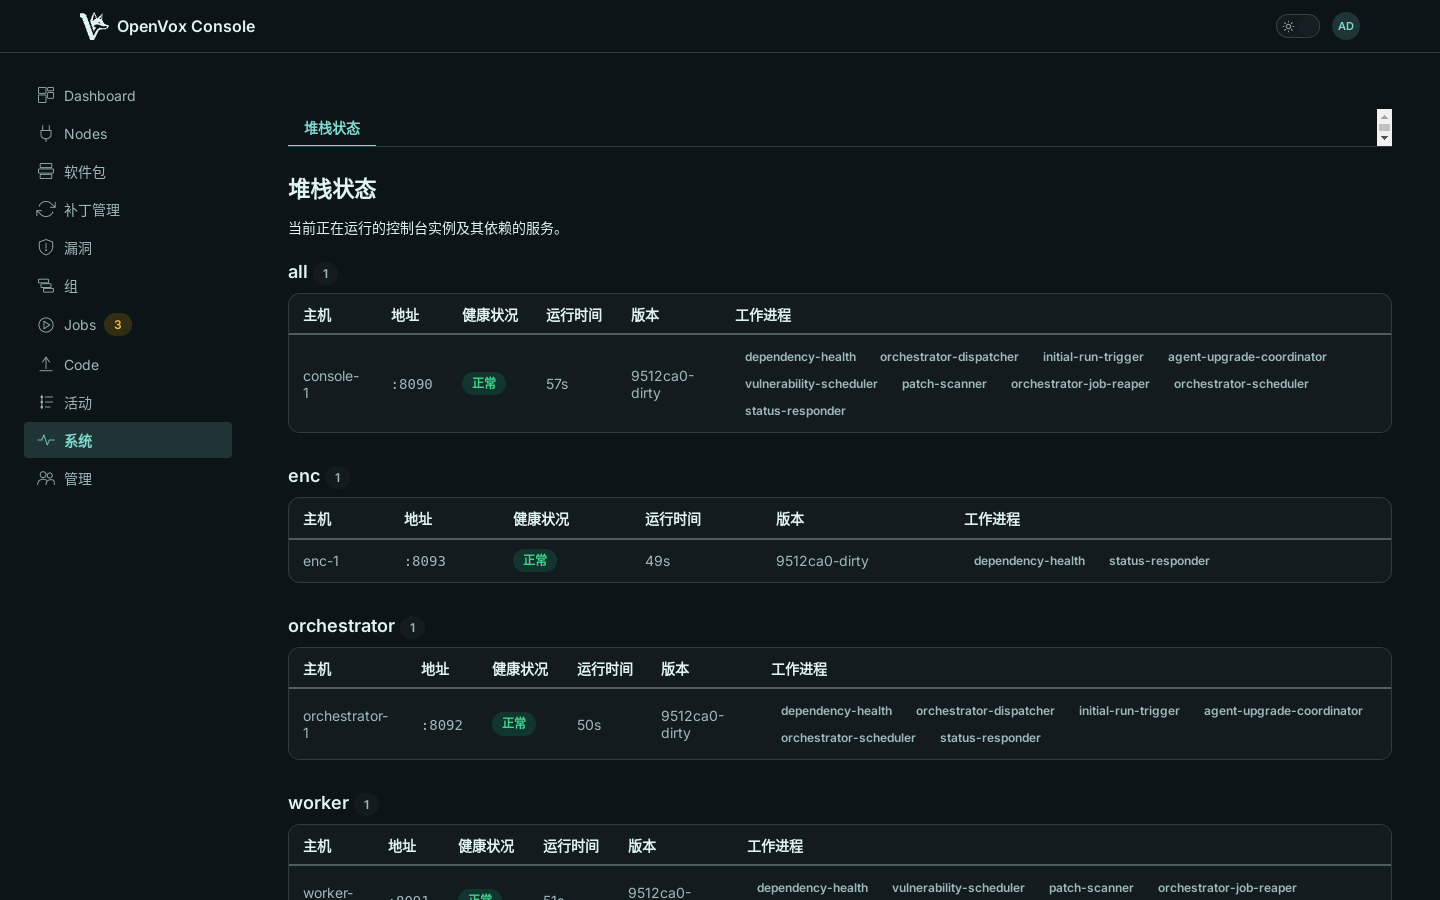 OpenVox Console
AD
Dashboard
Nodes
软件包
补丁管理
漏洞
组
Jobs 3
Code
活动
系统
管理
堆栈状态
堆栈状态
当前正在运行的控制台实例及其依赖的服务。
all 1
主机 地址 健康状况 运行时间 版本 工作进程
console-1 :8090 正常 57s 9512ca0-dirty
dependency-health orchestrator-dispatcher initial-run-trigger agent-upgrade-coordinator
vulnerability-scheduler patch-scanner orchestrator-job-reaper orchestrator-scheduler
status-responder
enc 1
主机 地址 健康状况 运行时间 版本 工作进程
enc-1 :8093 正常 49s 9512ca0-dirty dependency-health status-responder
orchestrator 1
主机 地址 健康状况 运行时间 版本 工作进程
orchestrator-1 :8092 正常 50s 9512ca0-dirty
dependency-health orchestrator-dispatcher initial-run-trigger agent-upgrade-coordinator
orchestrator-scheduler status-responder
worker 1
主机 地址 健康状况 运行时间 版本 工作进程
worker- :8091 正常 51s 9512ca0-
dependency-health vulnerability-scheduler patch-scanner orchestrator-job-reaper